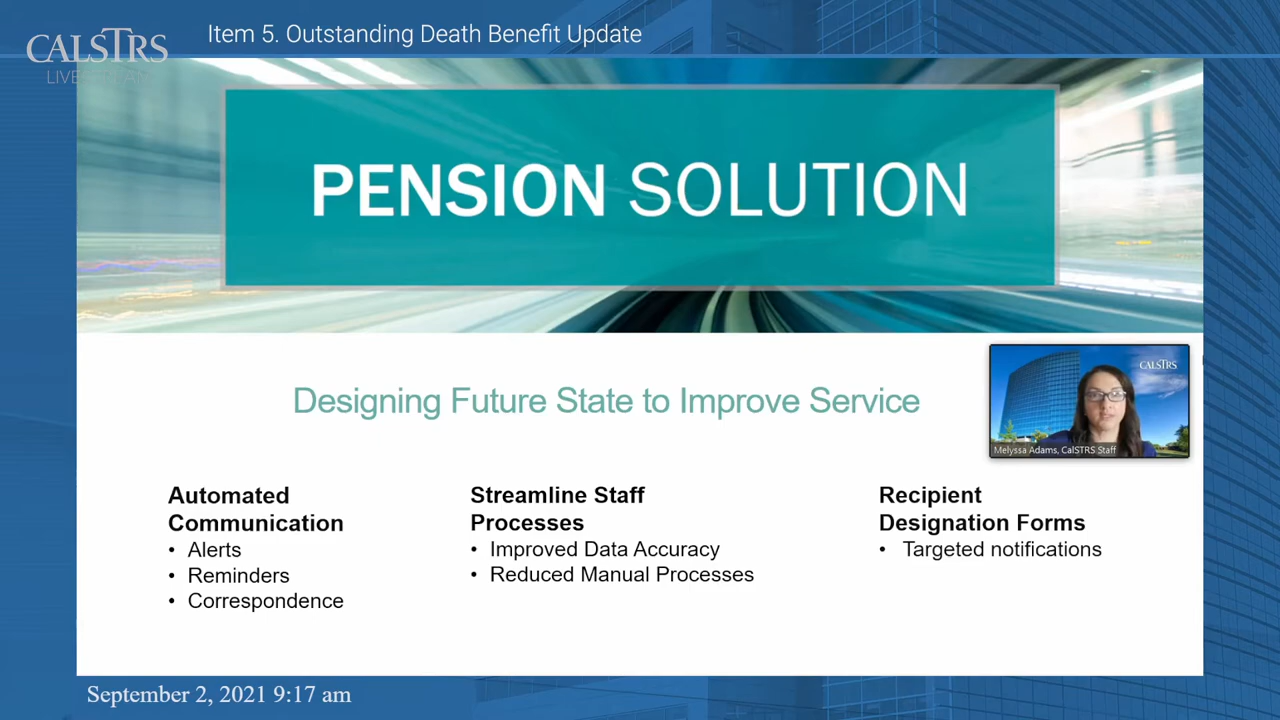 Item 5. Outstanding Death Benefit Update
CALSTRS
PENSION SOLUTION
CALSTRS
Designing Future State to Improve Service
Melyssa Adams, CalSTRS Staff
Automated
Communication
• Alerts
• Reminders
• Correspondence
Streamline Staff
Processes
• Improved Data Accuracy
• Reduced Manual Processes
Recipient
Designation Forms
• Targeted notifications
September 2, 2021 9:17 am